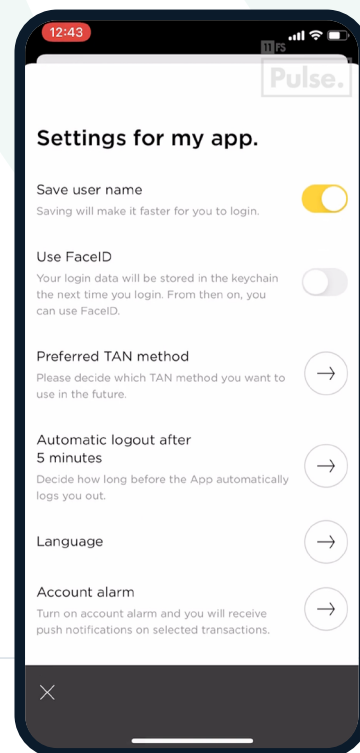 12:43
11 FS
Pulse.
Settings for my app.
Save user name
Saving will make it faster for you to login.
Use FaceID
Your login data will be stored in the keychain
the next time you login. From then on, you
can use FaceID.
Preferred TAN method
Please decide which TAN method you want to
use in the future.
Automatic logout after
5 minutes
Decide how long before the App automatically
logs you out.
Language
Account alarm
Turn on account alarm and you will receive
push notifications on selected transactions.